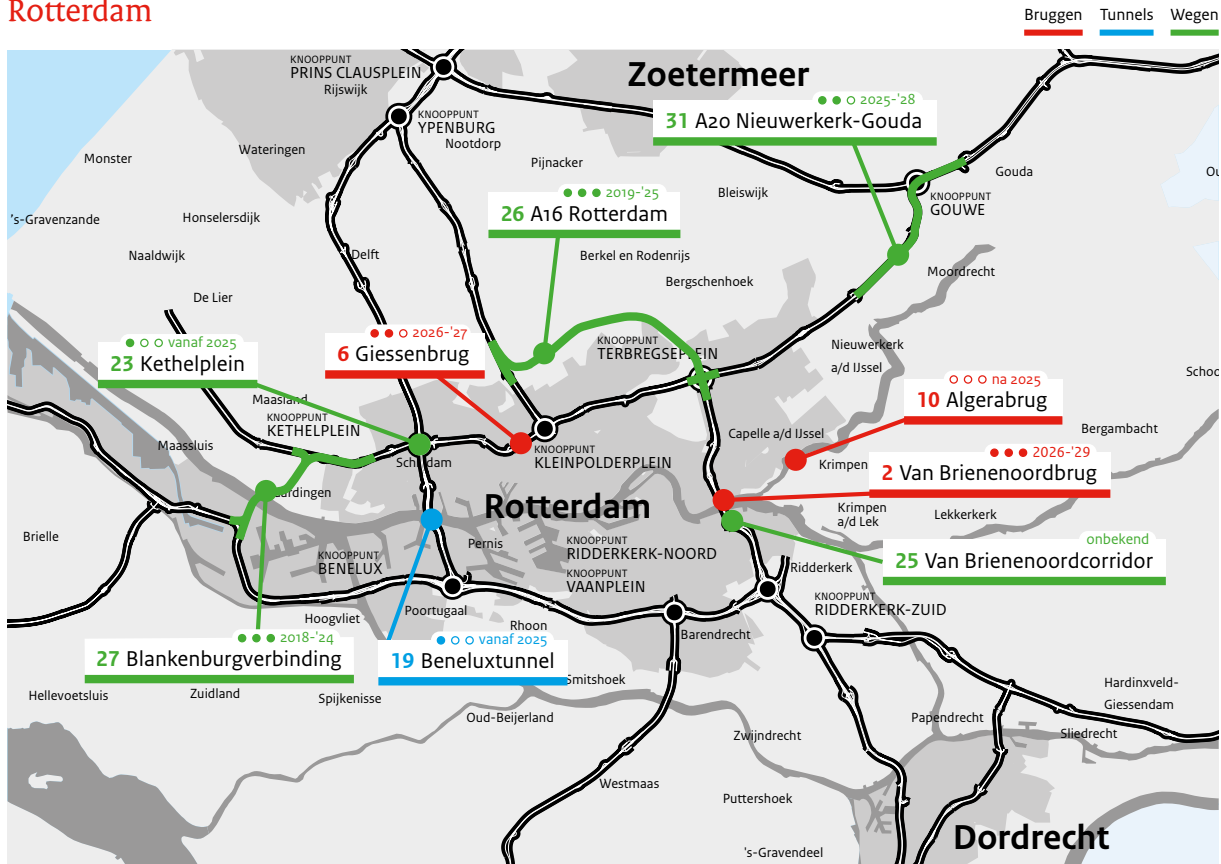 Rotterdam
Bruggen Tunnels Wegen
KNOOPPUNT
PRINS CLAUSPLEIN
Rijswijk
Zoetermeer
2025-'28
31 A20 Nieuwerkerk-Gouda
KNOOPPUNT
YPENBURG
Nootdorp
Wateringen
Monster
Pijnacker
Bleiswijk
Gouda
Ou
KNOOPPUNT
GOUWE
2019-'25
26 A16 Rotterdam
's-Gravenzande
Honselersdijk
Naaldwijk
Delft
Berkel en Rodenrijs
Bergschenhoek
Moordrecht
De Lier
vanaf 2025
23 Kethelplein
2026-'27
6 Giessenbrug
KNOOPPUNT
TERBREGSEPLEIN
Nieuwerkerk
a/d IJssel
Schoo
na 2025
10 Algerabrug
Maasland
KNOOPPUNT
KETHELPLEIN
Maassluis
Schiedam
KNOOPPUNT
KLEINPOLDERPLEIN
Capelle a/d IJssel
Bergambacht
Krimpen
2026-'29
2 Van Brienenoordbrug
Rotterdam
Krimpen
a/d Lek
Lekkerkerk
Brielle
Pernis
KNOOPPUNT
BENELUX
KNOOPPUNT
RIDDERKERK-NOORD
KNOOPPUNT
VAANPLEIN
onbekend
25 Van Brienenoordcorridor
Ridderkerk
KNOOPPUNT
RIDDERKERK-ZUID
Poortugaal
Hoogvliet
Rhoon
Barendrecht
2018-'24
27 Blankenburgverbinding
vanaf 2025
19 Beneluxtunnel
Smitshoek
Hellevoetsluis
Zuidland
Spijkenisse
Oud-Beijerland
Hardinxveld-
Giessendam
Papendrecht
Sliedrecht
Zwijndrecht
Westmaas
Puttershoek
Dordrecht
's-Gravendeel